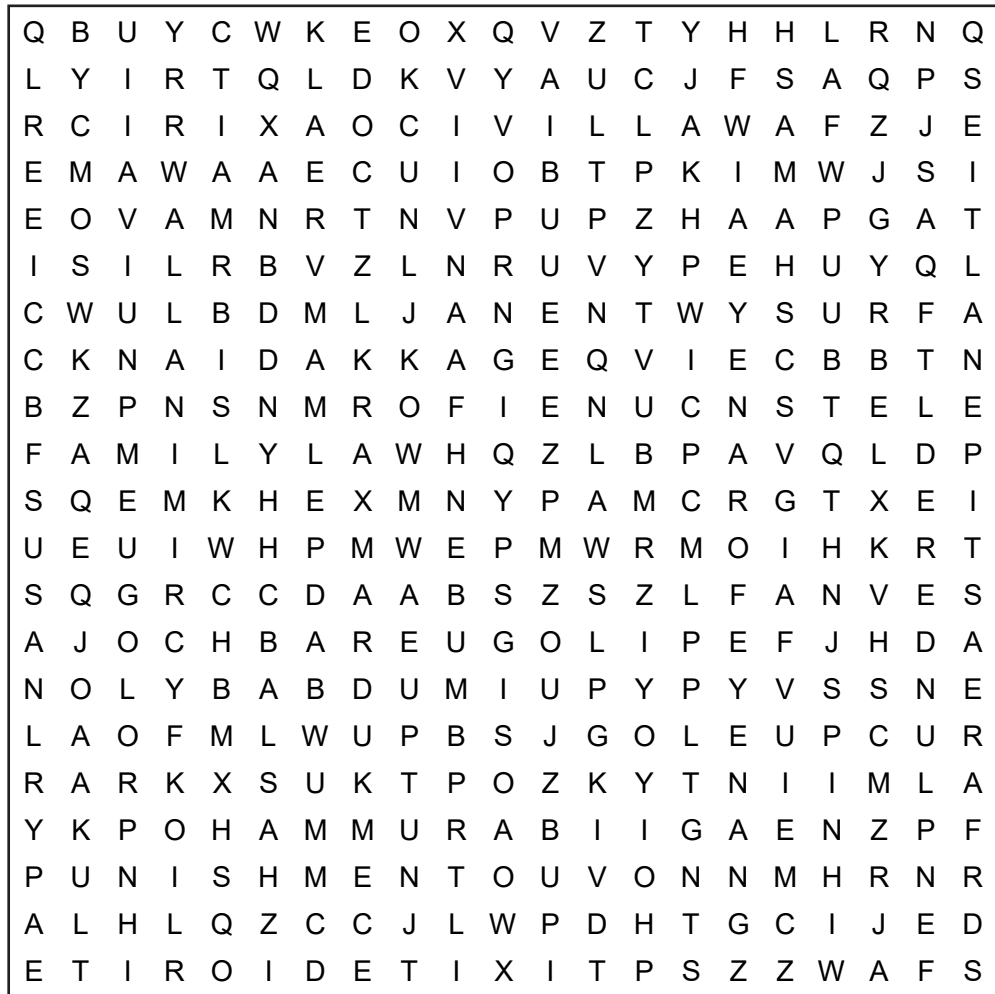 Q B U Y C W K E O X Q V Z T Y H H L R N Q
L Y I R T Q L D K V Y A U C J F S A Q P S
R C I R I X A O C I V I L L A W A F Z J E
E M A W A A E C U I O B T P K I M W J S I
E O V A M N R T N V P U P Z H A A P G A T
I S I L R B V Z L N R U V Y P E H U Y Q L
C W U L B D M L J A N E N T W Y S U R F A
C K N A I D A K K A G E Q V I E C B B T N
B Z P N S N M R O F I E N U C N S T E L E
F A M I L Y L A W H Q Z L B P A V Q L D P
S Q E M K H E X M N Y P A M C R G T X E I
U E U I W H P M W E P M W R M O I H K R T
S Q G R C C D A A B S Z S Z L F A N V E S
A J O C H B A R E U G O L I P E F J H D A
N O L Y B A B D U M I U P Y P Y V S S N E
L A O F M L W U P B S J G O L E U P C U R
R A R K X S U K T P O Z K Y T N I I M L A
Y K P O H A M M U R A B I I G A E N Z P F
P U N I S H M E N T O U V O N N M H R N R
A L H L Q Z C C J L W P D H T G C I J E D
E T I R O I D E T I X I T P S Z Z W A F S